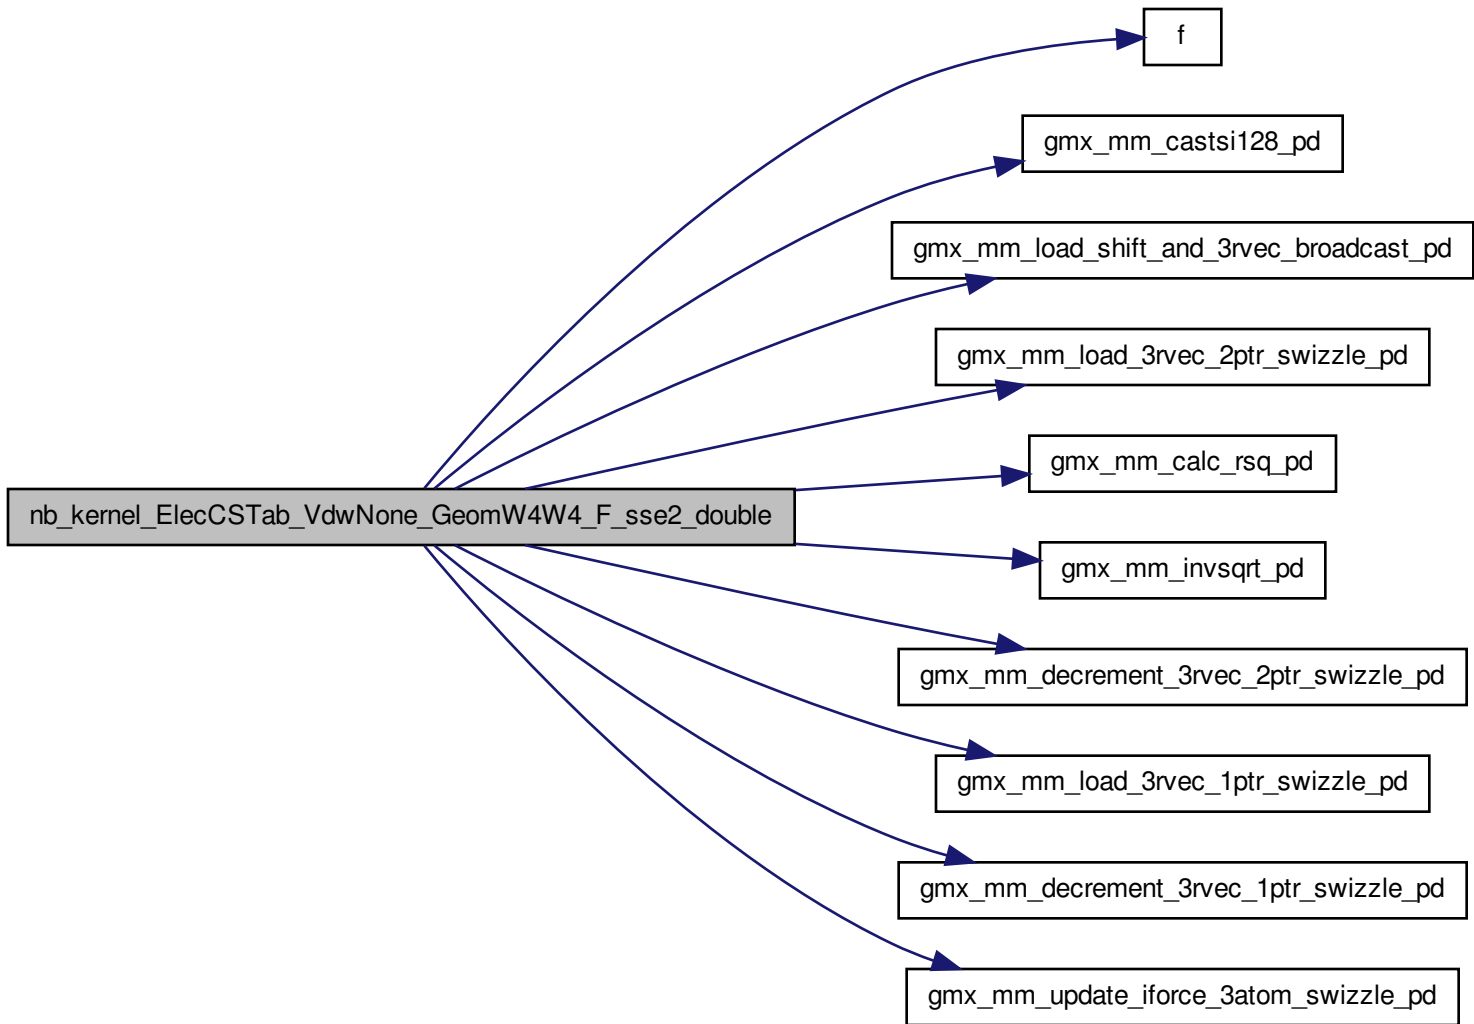 f
gmx_mm_castsi128_pd
gmx_mm_load_shift_and_3rvec_broadcast_pd
gmx_mm_load_3rvec_2ptr_swizzle_pd
gmx_mm_calc_rsq_pd
nb_kernel_ElecCSTab_VdwNone_GeomW4W4_F_sse2_double
gmx_mm_invsqrt_pd
gmx_mm_decrement_3rvec_2ptr_swizzle_pd
gmx_mm_load_3rvec_1ptr_swizzle_pd
gmx_mm_decrement_3rvec_1ptr_swizzle_pd
gmx_mm_update_iforce_3atom_swizzle_pd